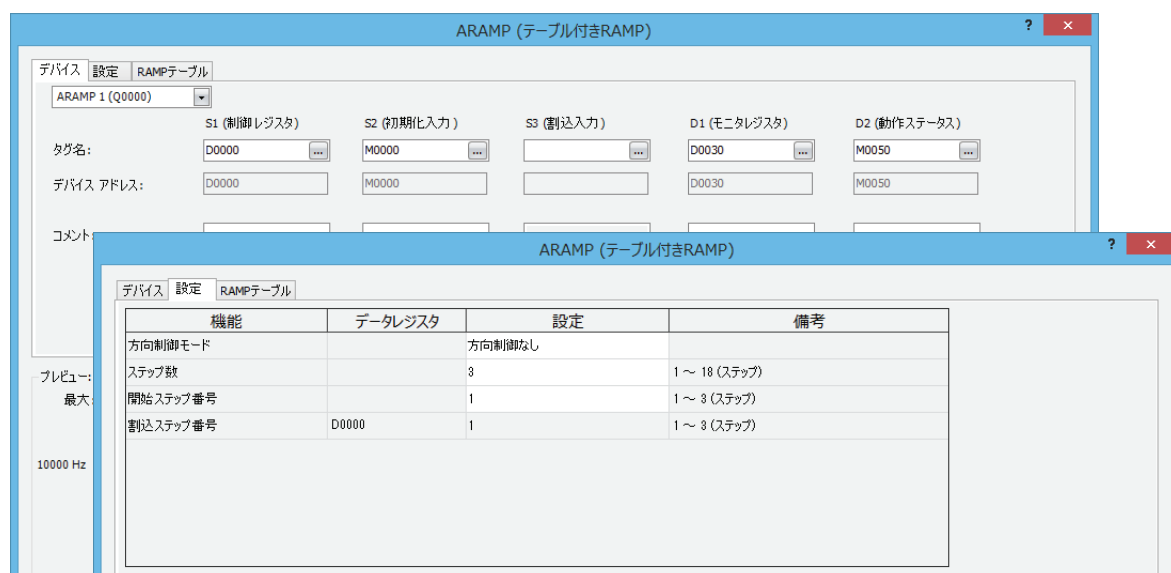 ARAMP (テーブル付きRAMP)
? ×
デバイス 設定 RAMPテーブル
ARAMP 1 (Q0000)
S1 (制御レジスタ) S2 (初期化入力) S3 (割込入力) D1 (モニタレジスタ) D2 (動作ステータス)
タグ名: D0000 ... M0000 ... ... D0030 ... M0050 ...
デバイス アドレス: D0000 M0000 D0030 M0050
コメント:
プレビュー:
最大:
10000 Hz
ARAMP (テーブル付きRAMP)
? ×
デバイス 設定 RAMPテーブル
機能 データレジスタ 設定 備考
方向制御モード 方向制御なし
ステップ数 3 1 ～ 18 (ステップ)
開始ステップ番号 1 1 ～ 3 (ステップ)
割込ステップ番号 D0000 1 1 ～ 3 (ステップ)